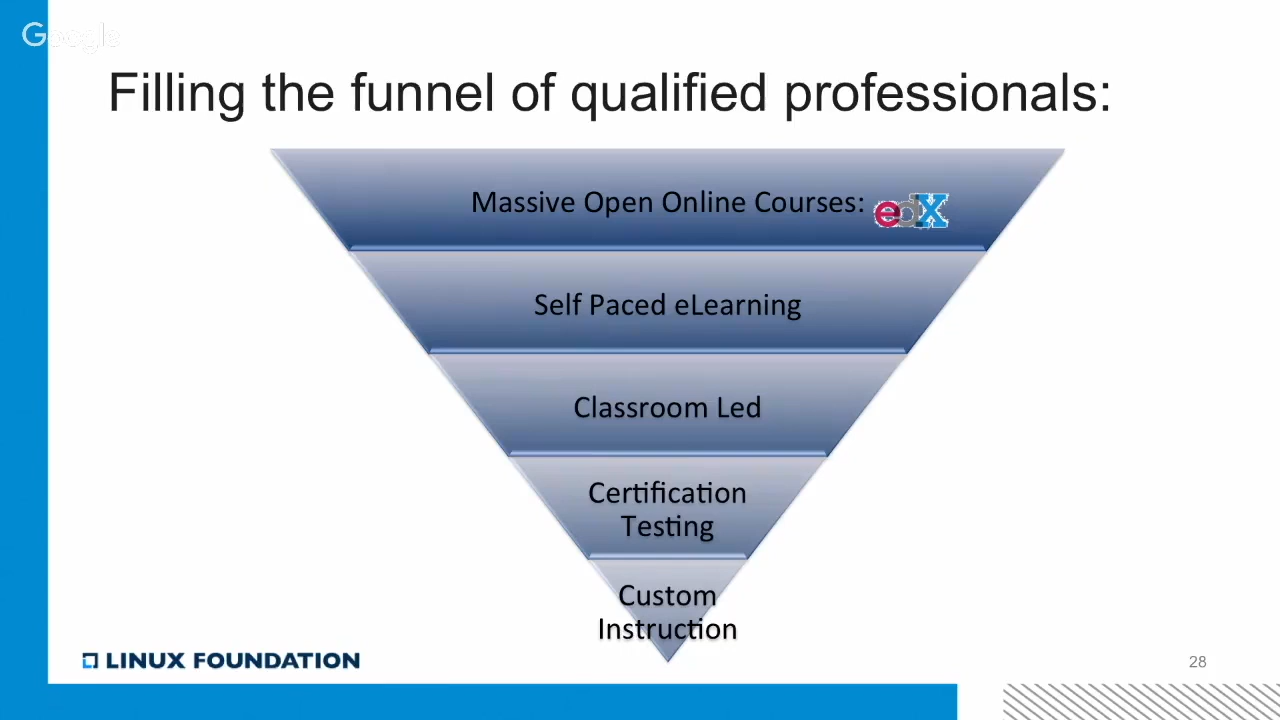 Google
Filling the funnel of qualified professionals:
Massive Open Online Courses: edX
Self Paced eLearning
Classroom Led
Certification
Testing
Custom
Instruction
LINUX FOUNDATION
28